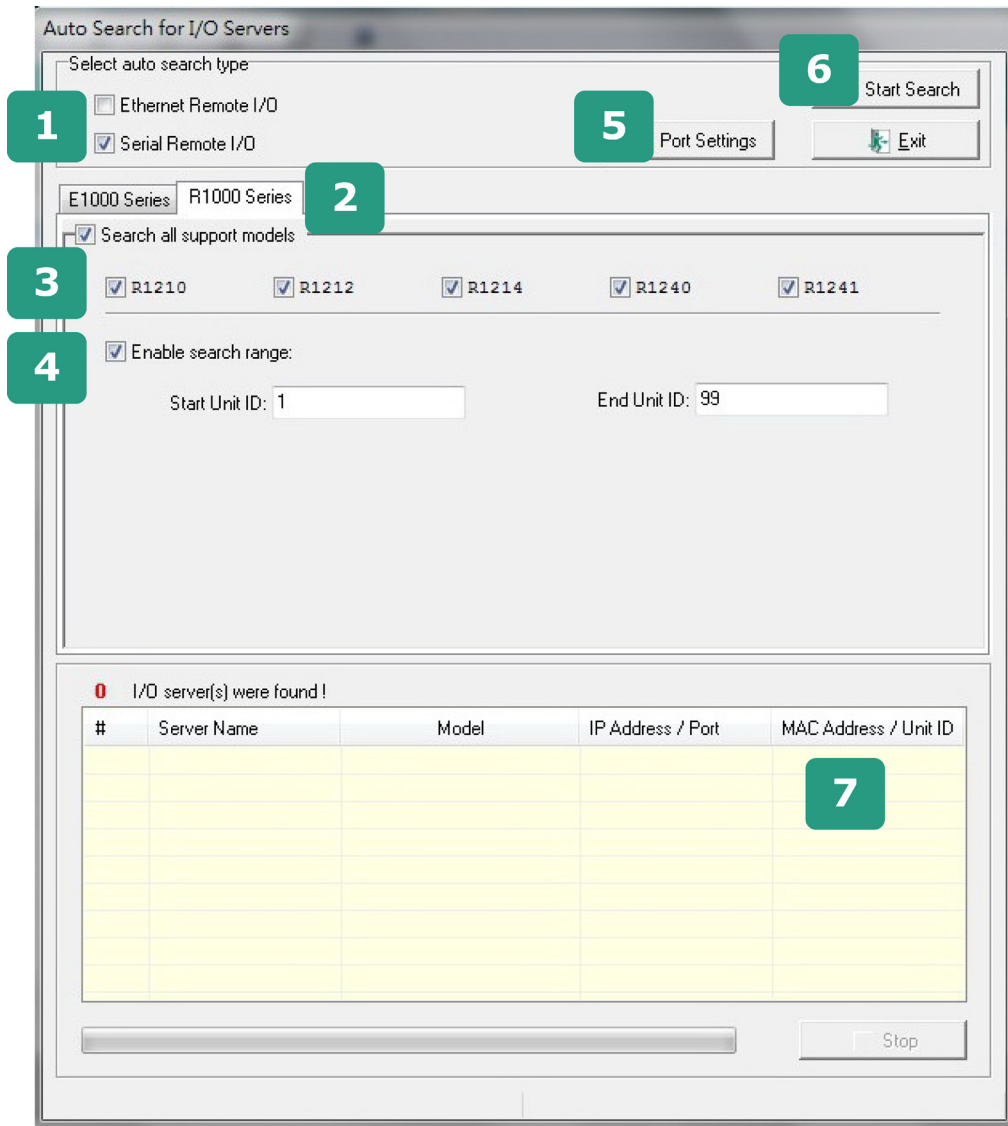 Auto Search for I/O Servers
Select auto search type
6
Start Search
1
Ethernet Remote I/O
Serial Remote I/O
5
Port Settings
Exit
E1000 Series
R1000 Series
2
Search all support models
3
R1210
R1212
R1214
R1240
R1241
4
Enable search range:
Start Unit ID: 1
End Unit ID: 99
0 I/O server(s) were found !
# Server Name Model IP Address / Port MAC Address / Unit ID
7
Stop